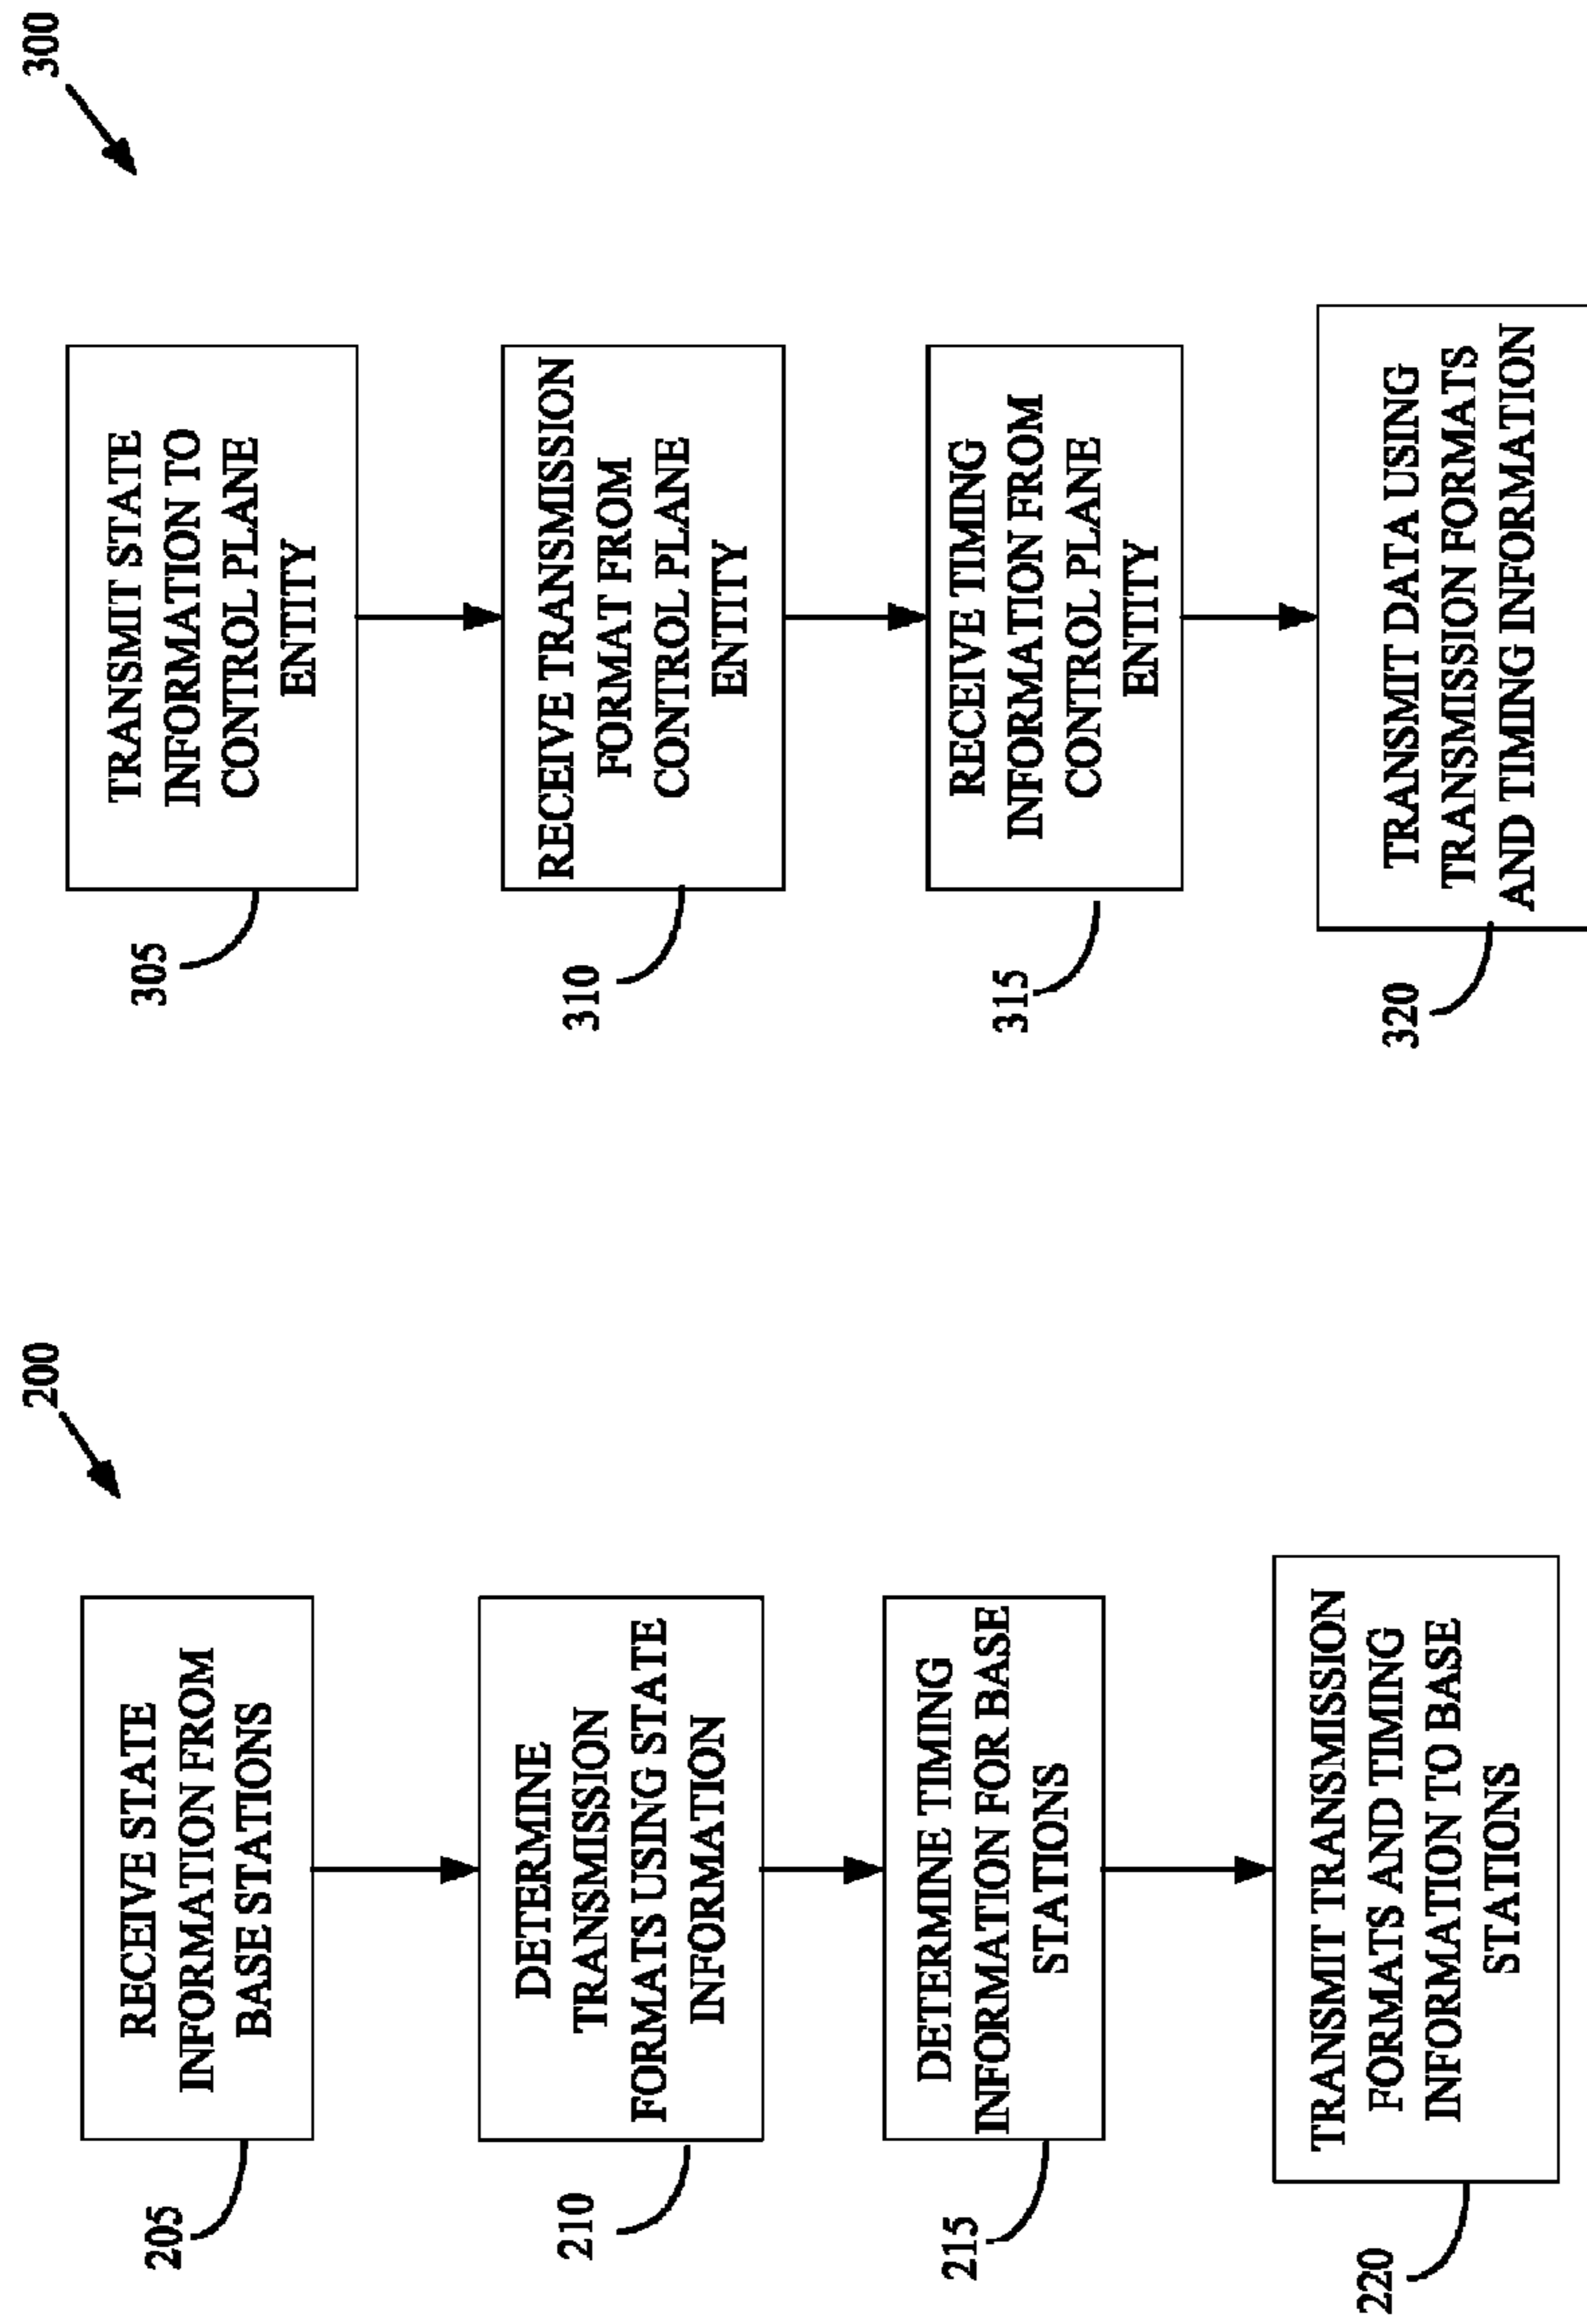 200
205
RECEIVE STATE
INFORMATION FROM
BASE STATIONS
210
DETERMINE
TRANSMISSION
FORMATS USING STATE
INFORMATION
215
DETERMINE TIMING
INFORMATION FOR BASE
STATIONS
220
TRANSMIT TRANSMISSION
FORMATS AND TIMING
INFORMATION TO BASE
STATIONS
300
305
TRANSMIT STATE
INFORMATION TO
CONTROL PLANE
ENTITY
310
RECEIVE TRANSMISSION
FORMAT FROM
CONTROL PLANE
ENTITY
315
RECEIVE TIMING
INFORMATION FROM
CONTROL PLANE
ENTITY
320
TRANSMIT DATA USING
TRANSMISSION FORMATS
AND TIMING INFORMATION